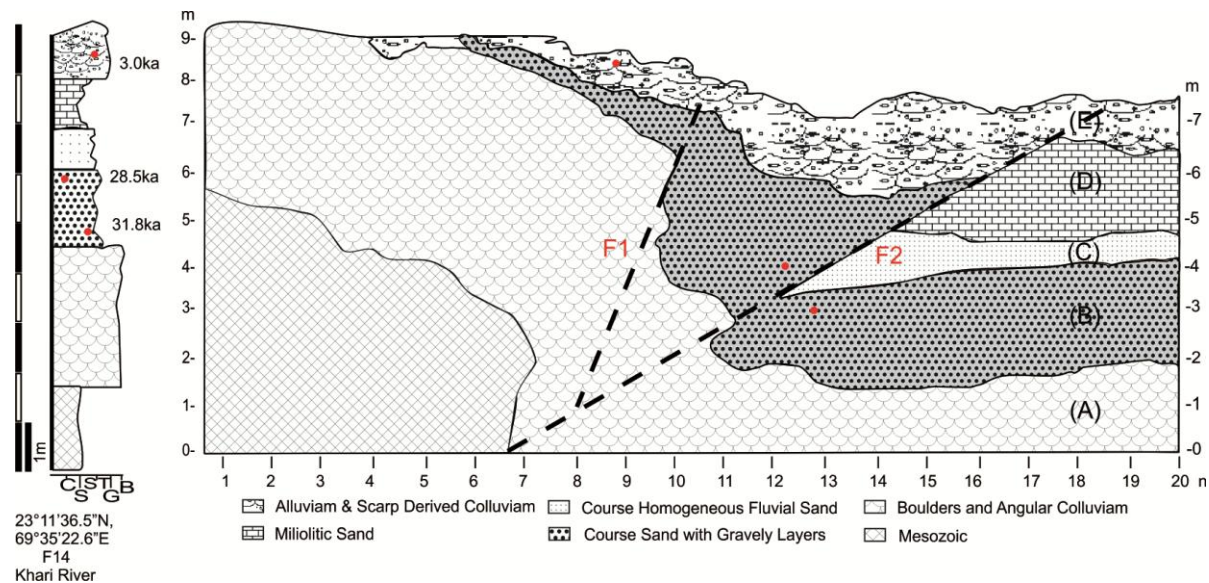 m
9-
8-
7-
6-
5-
4-
3-
2-
1-
0-
3.0ka
28.5ka
31.8ka
1m
C S T G B
S
23°11'36.5"N,
69°35'22.6"E
F14
Khari River
F1
F2
(E)
(D)
(C)
(B)
(A)
m
-7
-6
-5
-4
-3
-2
-1
-0
1 2 3 4 5 6 7 8 9 10 11 12 13 14 15 16 17 18 19 20 m
Alluviam & Scarp Derived Colluviam
Course Homogeneous Fluvial Sand
Boulders and Angular Colluviam
Miliolitic Sand
Course Sand with Gravely Layers
Mesozoic